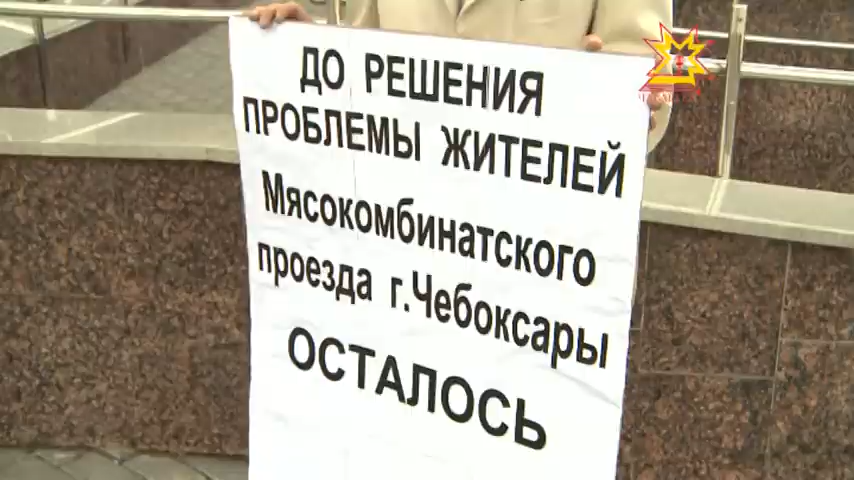 ДО РЕШЕНИЯ
ПРОБЛЕМЫ ЖИТЕЛЕЙ
Мясокомбинатского
проезда г.Чебоксары
ОСТАЛОСЬ